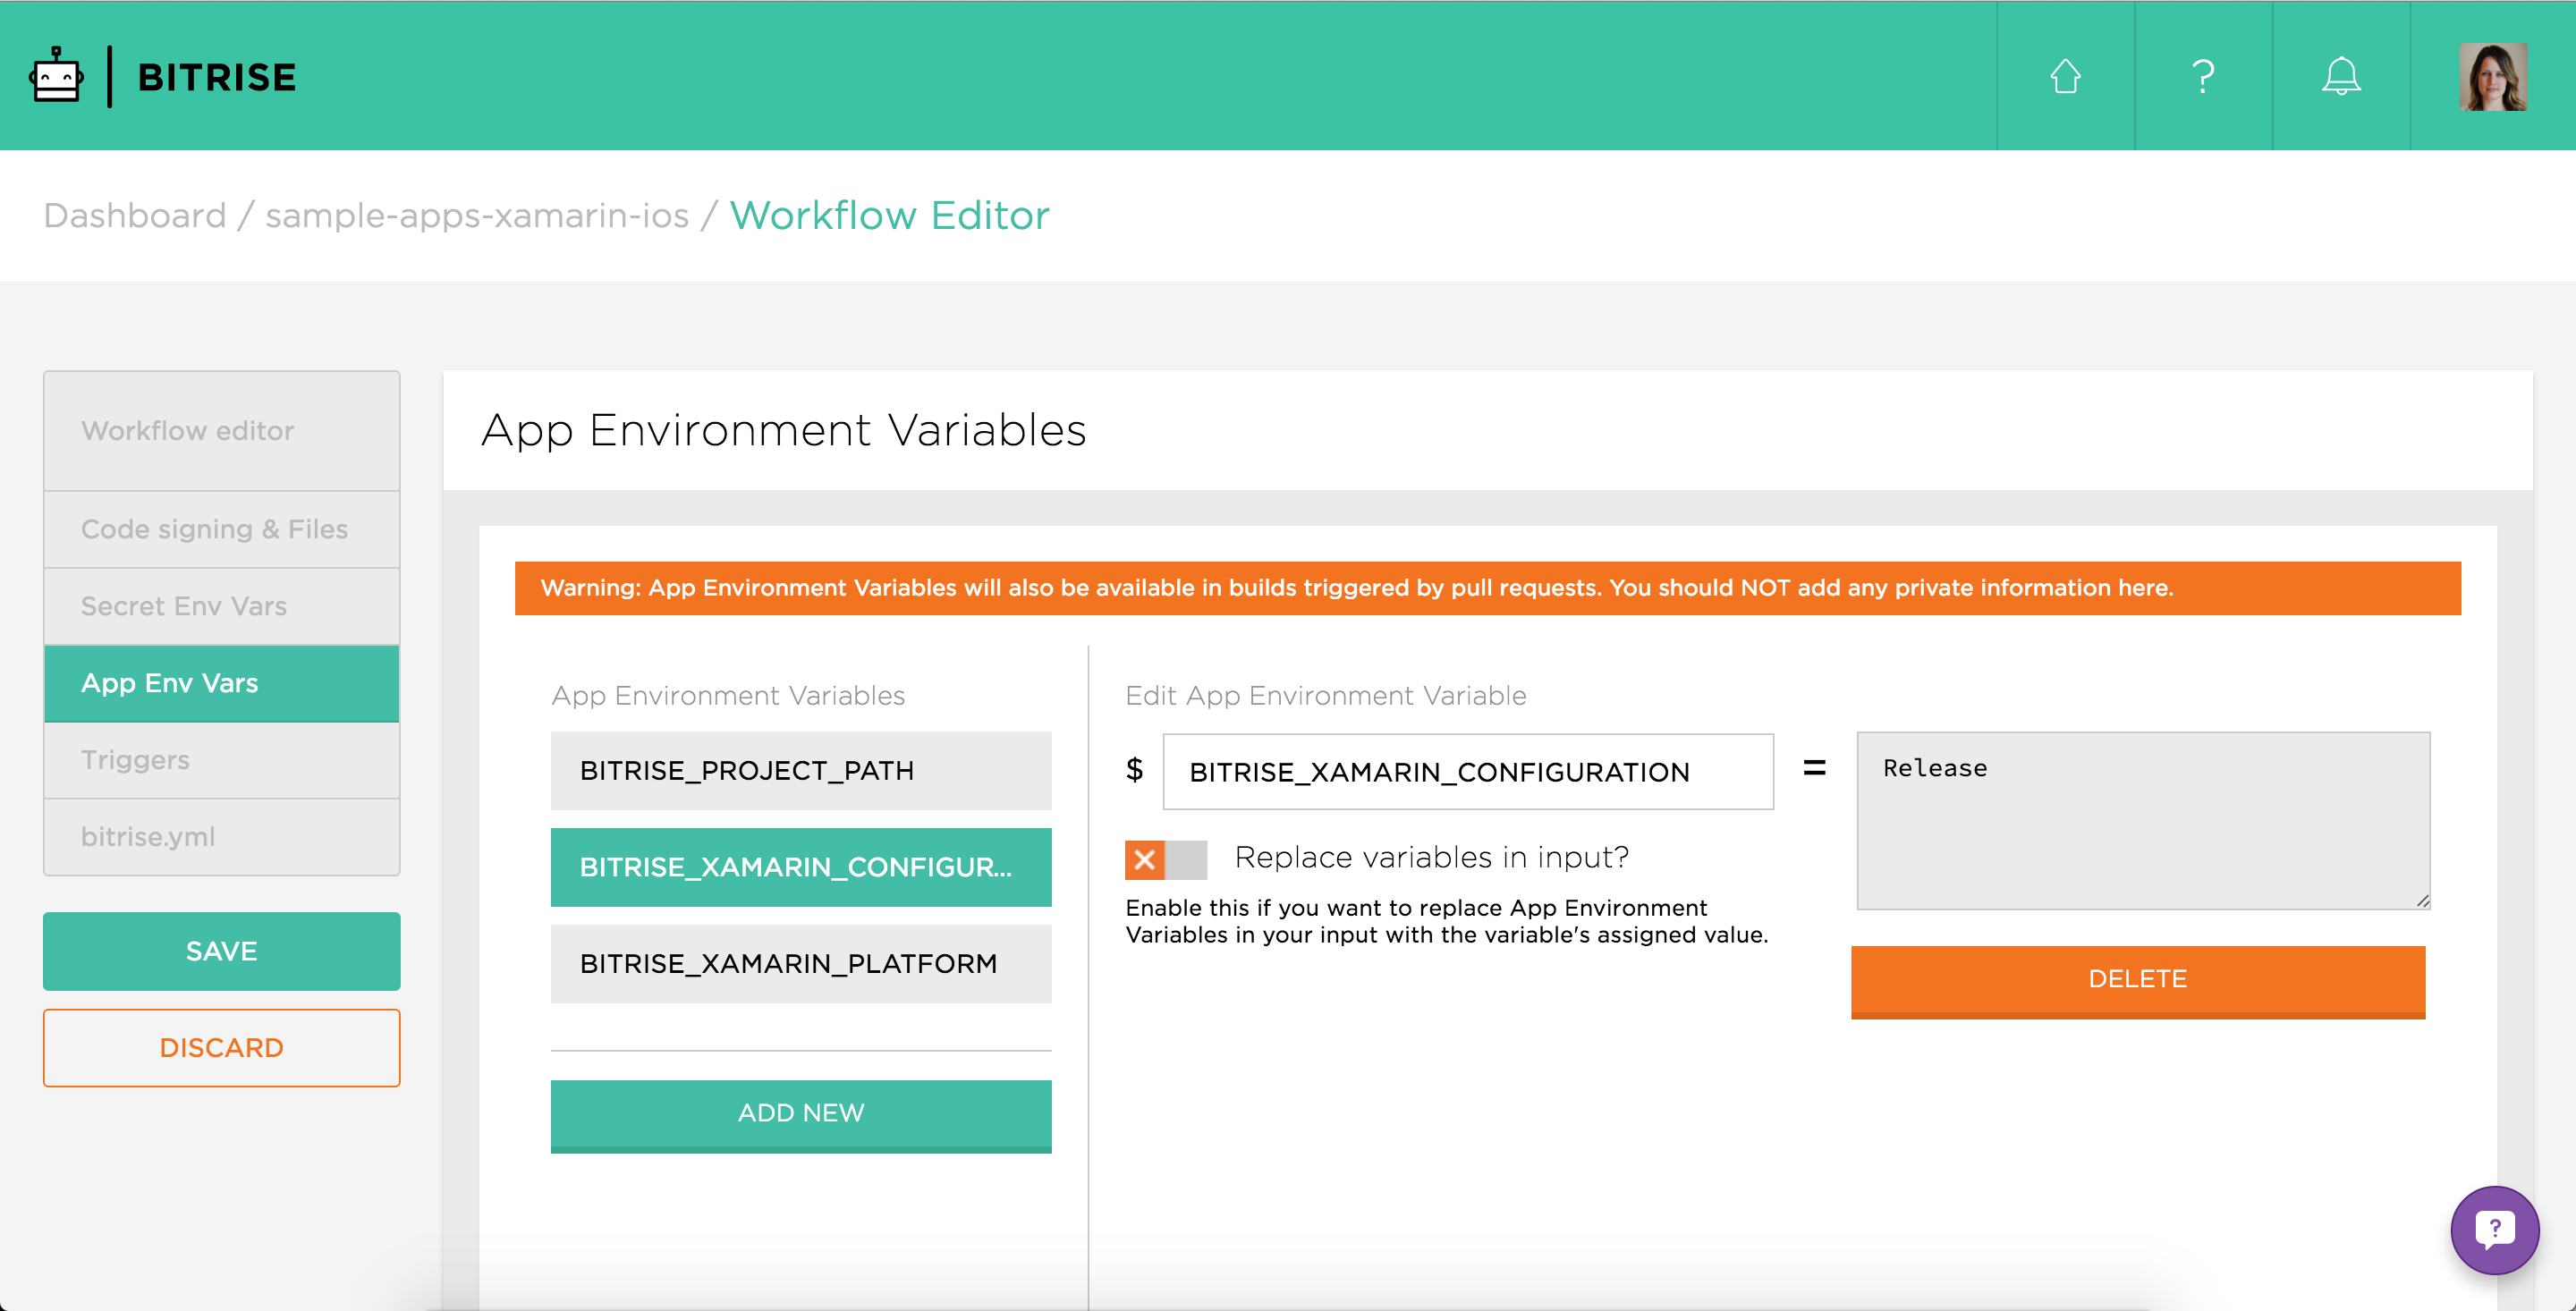 BITRISE
?
Dashboard / sample-apps-xamarin-ios / Workflow Editor
Workflow editor
Code signing & Files
Secret Env Vars
App Env Vars
Triggers
bitrise.yml
SAVE
DISCARD
App Environment Variables
Warning: App Environment Variables will also be available in builds triggered by pull requests. You should NOT add any private information here.
App Environment Variables
BITRISE_PROJECT_PATH
BITRISE_XAMARIN_CONFIGUR...
BITRISE_XAMARIN_PLATFORM
ADD NEW
Edit App Environment Variable
$ BITRISE_XAMARIN_CONFIGURATION = Release
Replace variables in input?
Enable this if you want to replace App Environment
Variables in your input with the variable's assigned value.
DELETE
?